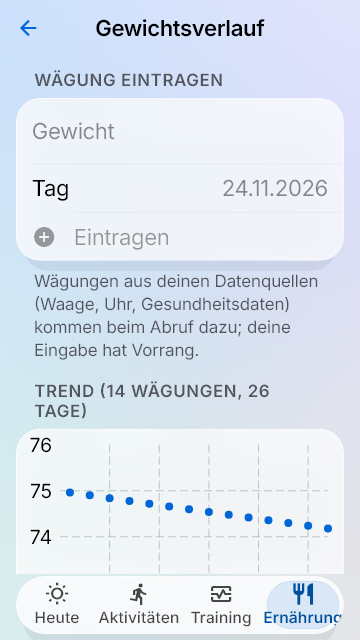 Gewichtsverlauf
WÄGUNG EINTRAGEN
Gewicht
Tag 24.11.2026
Eintragen
Wägungen aus deinen Datenquellen
(Waage, Uhr, Gesundheitsdaten)
kommen beim Abruf dazu; deine
Eingabe hat Vorrang.
TREND (14 WÄGUNGEN, 26
TAGE)
76
75
74
Heute Aktivitäten Training Ernährung